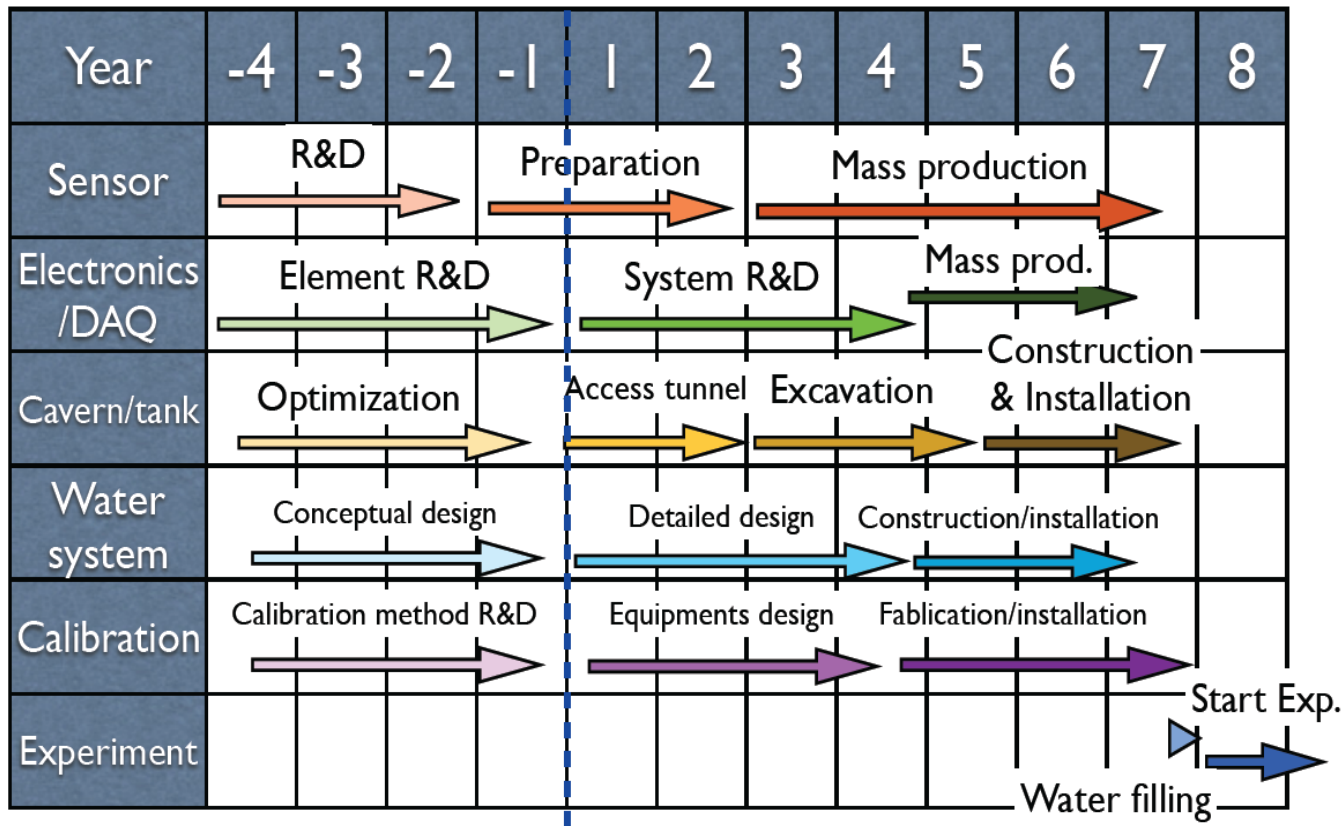 Year -4 -3 -2 -1 1 2 3 4 5 6 7 8
Sensor
R&D
Preparation
Mass production
Electronics
/DAQ
Element R&D
System R&D
Mass prod.
Cavern/tank
Optimization
Access tunnel
Excavation
Construction
& Installation
Water
system
Conceptual design
Detailed design
Construction/installation
Calibration
Calibration method R&D
Equipments design
Fablication/installation
Experiment
Start Exp.
Water filling